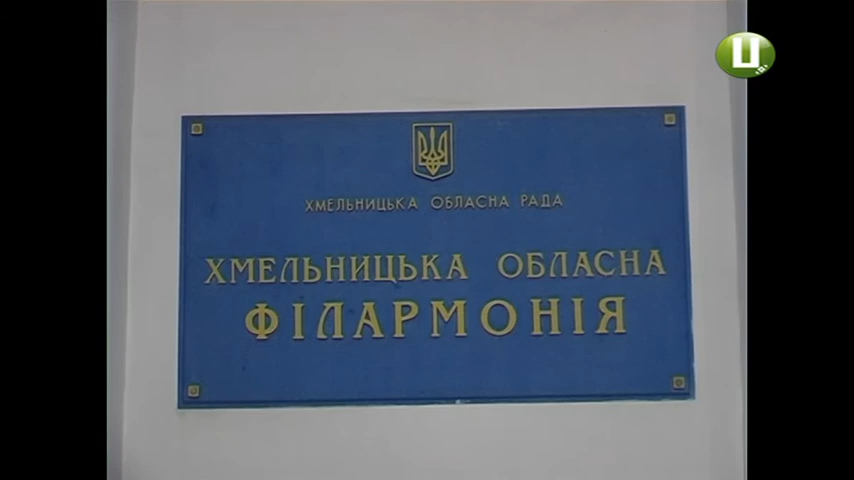 ХМЕЛЬНИЦЬКА ОБЛАСНА РАДА
ХМЕЛЬНИЦЬКА ОБЛАСНА
ФІЛАРМОНІЯ